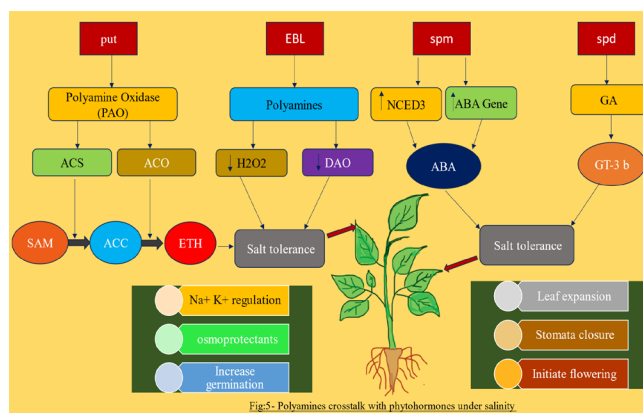 put
EBL
spm
spd
Polyamine Oxidase
(PAO)
Polyamines
NCED3
ABA Gene
GA
ACS
ACO
H2O2
DAO
ABA
GT-3 b
SAM
ACC
ETH
Salt tolerance
Salt tolerance
Na+ K+ regulation
osmoprotectants
Increase
germination
Leaf expansion
Stomata closure
Initiate flowering
Fig:5- Polyamines crosstalk with phytohormones under salinity